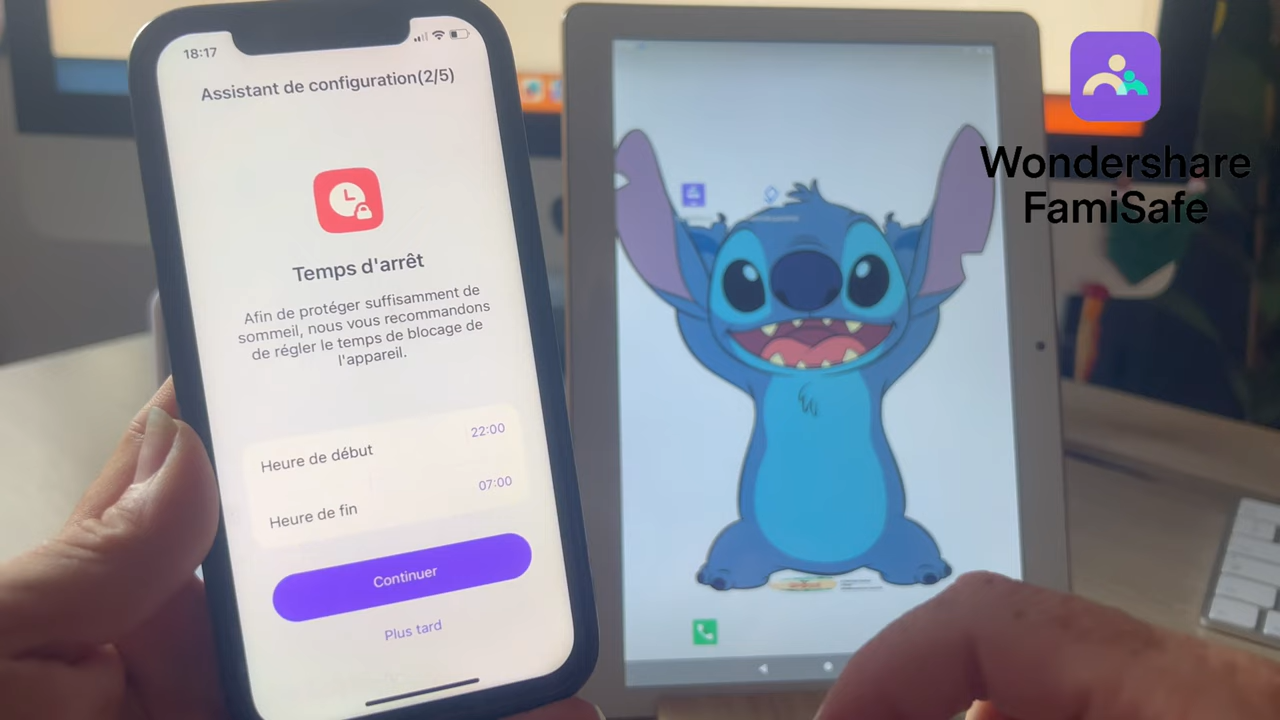 18:17
Assistant de configuration(2/5)
Temps d'arrêt
Afin de protéger suffisamment de
sommeil, nous vous recommandons
de régler le temps de blocage de
l'appareil.
Heure de début
22:00
Heure de fin
07:00
Continuer
Plus tard
Wondershare
FamiSafe